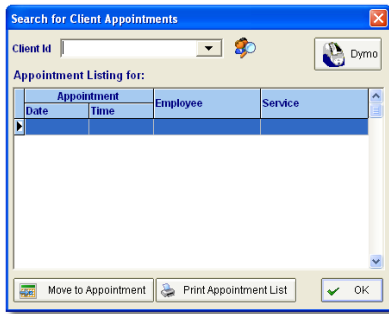 Search for Client Appointments
Client Id
Dymo
Appointment Listing for:
Appointment
Employee
Service
Date
Time
Move to Appointment
Print Appointment List
OK